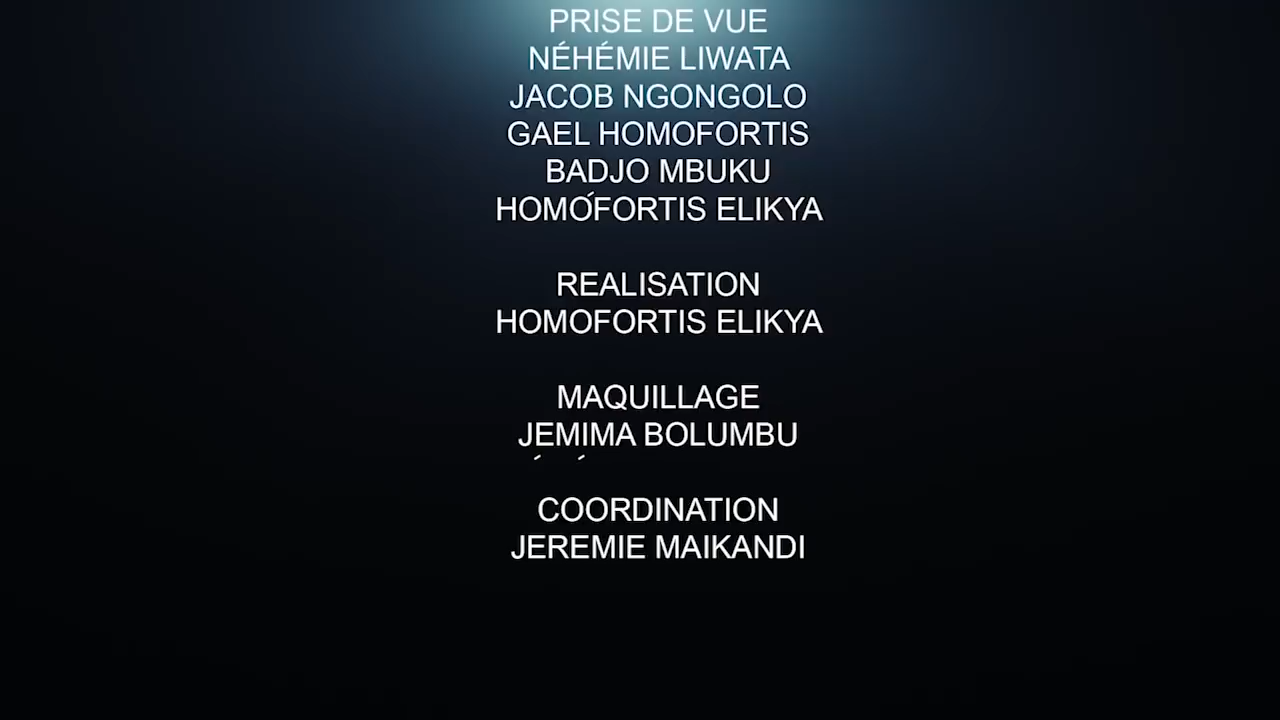 PRISE DE VUE
NÉHÉMIE LIWATA
JACOB NGONGOLO
GAEL HOMOFORTIS
BADJO MBUKU
HOMOFORTIS ELIKYA
REALISATION
HOMOFORTIS ELIKYA
MAQUILLAGE
JEMIMA BOLUMBU
COORDINATION
JEREMIE MAIKANDI